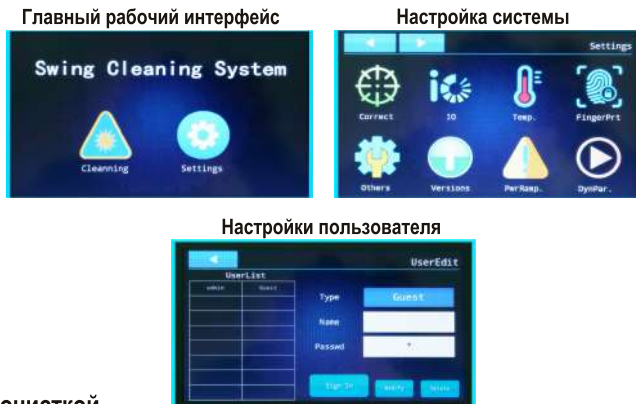 Главный рабочий интерфейс
Настройка системы
Swing Cleaning System
Cleanning
Settings
Settings
Correct
IO
Temp.
FingerPrt
Others
Versions
PwrRamp.
DynPar.
Настройки пользователя
UserEdit
UserList
admin
Guest
Type
Guest
Name
Passwd
*
Sign In
Modify
Delete